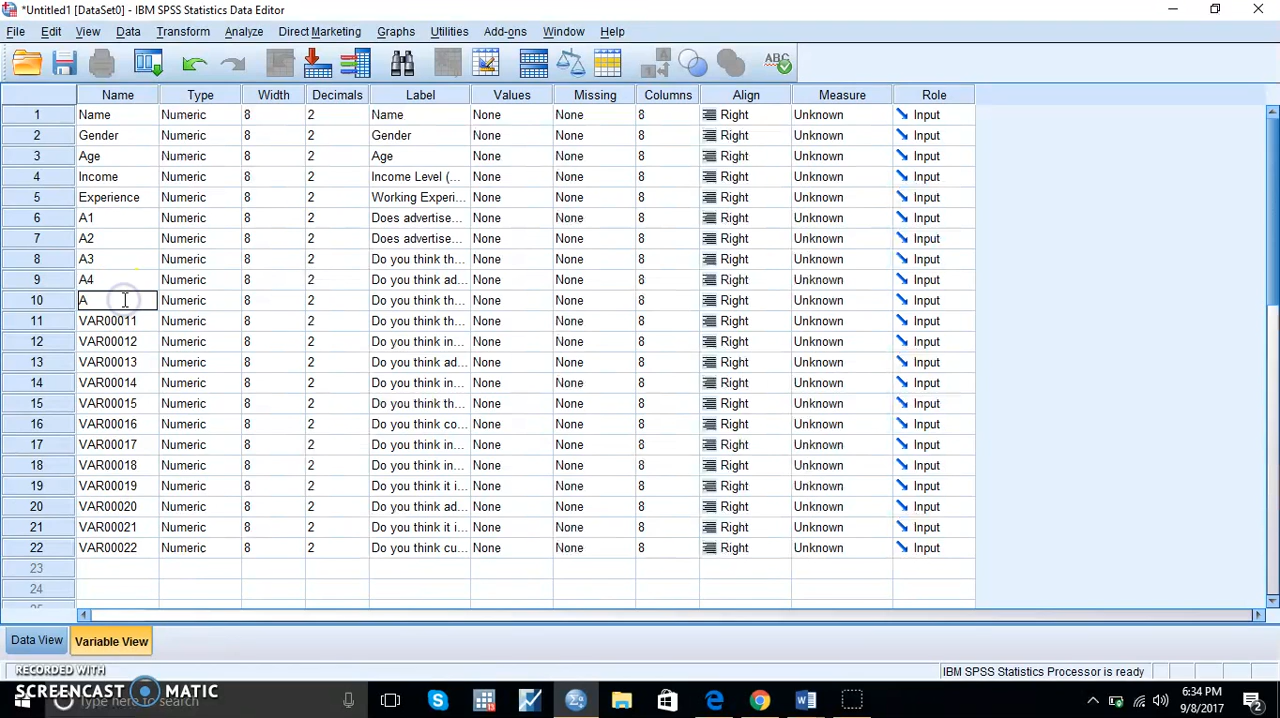 *Untitled1 [DataSet0] - IBM SPSS Statistics Data Editor
File Edit View Data Transform Analyze Direct Marketing Graphs Utilities Add-ons Window Help
Name Type Width Decimals Label Values Missing Columns Align Measure Role
1 Name Numeric 8 2 Name None None 8 Right Unknown Input
2 Gender Numeric 8 2 Gender None None 8 Right Unknown Input
3 Age Numeric 8 2 Age None None 8 Right Unknown Input
4 Income Numeric 8 2 Income Level (... None None 8 Right Unknown Input
5 Experience Numeric 8 2 Working Experi... None None 8 Right Unknown Input
6 A1 Numeric 8 2 Does advertise... None None 8 Right Unknown Input
7 A2 Numeric 8 2 Does advertise... None None 8 Right Unknown Input
8 A3 Numeric 8 2 Do you think th... None None 8 Right Unknown Input
9 A4 Numeric 8 2 Do you think ad... None None 8 Right Unknown Input
10 A Numeric 8 2 Do you think th... None None 8 Right Unknown Input
11 VAR00011 Numeric 8 2 Do you think th... None None 8 Right Unknown Input
12 VAR00012 Numeric 8 2 Do you think in... None None 8 Right Unknown Input
13 VAR00013 Numeric 8 2 Do you think ad... None None 8 Right Unknown Input
14 VAR00014 Numeric 8 2 Do you think in... None None 8 Right Unknown Input
15 VAR00015 Numeric 8 2 Do you think th... None None 8 Right Unknown Input
16 VAR00016 Numeric 8 2 Do you think co... None None 8 Right Unknown Input
17 VAR00017 Numeric 8 2 Do you think in... None None 8 Right Unknown Input
18 VAR00018 Numeric 8 2 Do you think in... None None 8 Right Unknown Input
19 VAR00019 Numeric 8 2 Do you think it i... None None 8 Right Unknown Input
20 VAR00020 Numeric 8 2 Do you think ad... None None 8 Right Unknown Input
21 VAR00021 Numeric 8 2 Do you think it i... None None 8 Right Unknown Input
22 VAR00022 Numeric 8 2 Do you think cu... None None 8 Right Unknown Input
23
24
Data View Variable View
IBM SPSS Statistics Processor is ready
RECORDED WITH
SCREENCAST MATIC
Type here to search
6:34 PM
9/8/2017
2